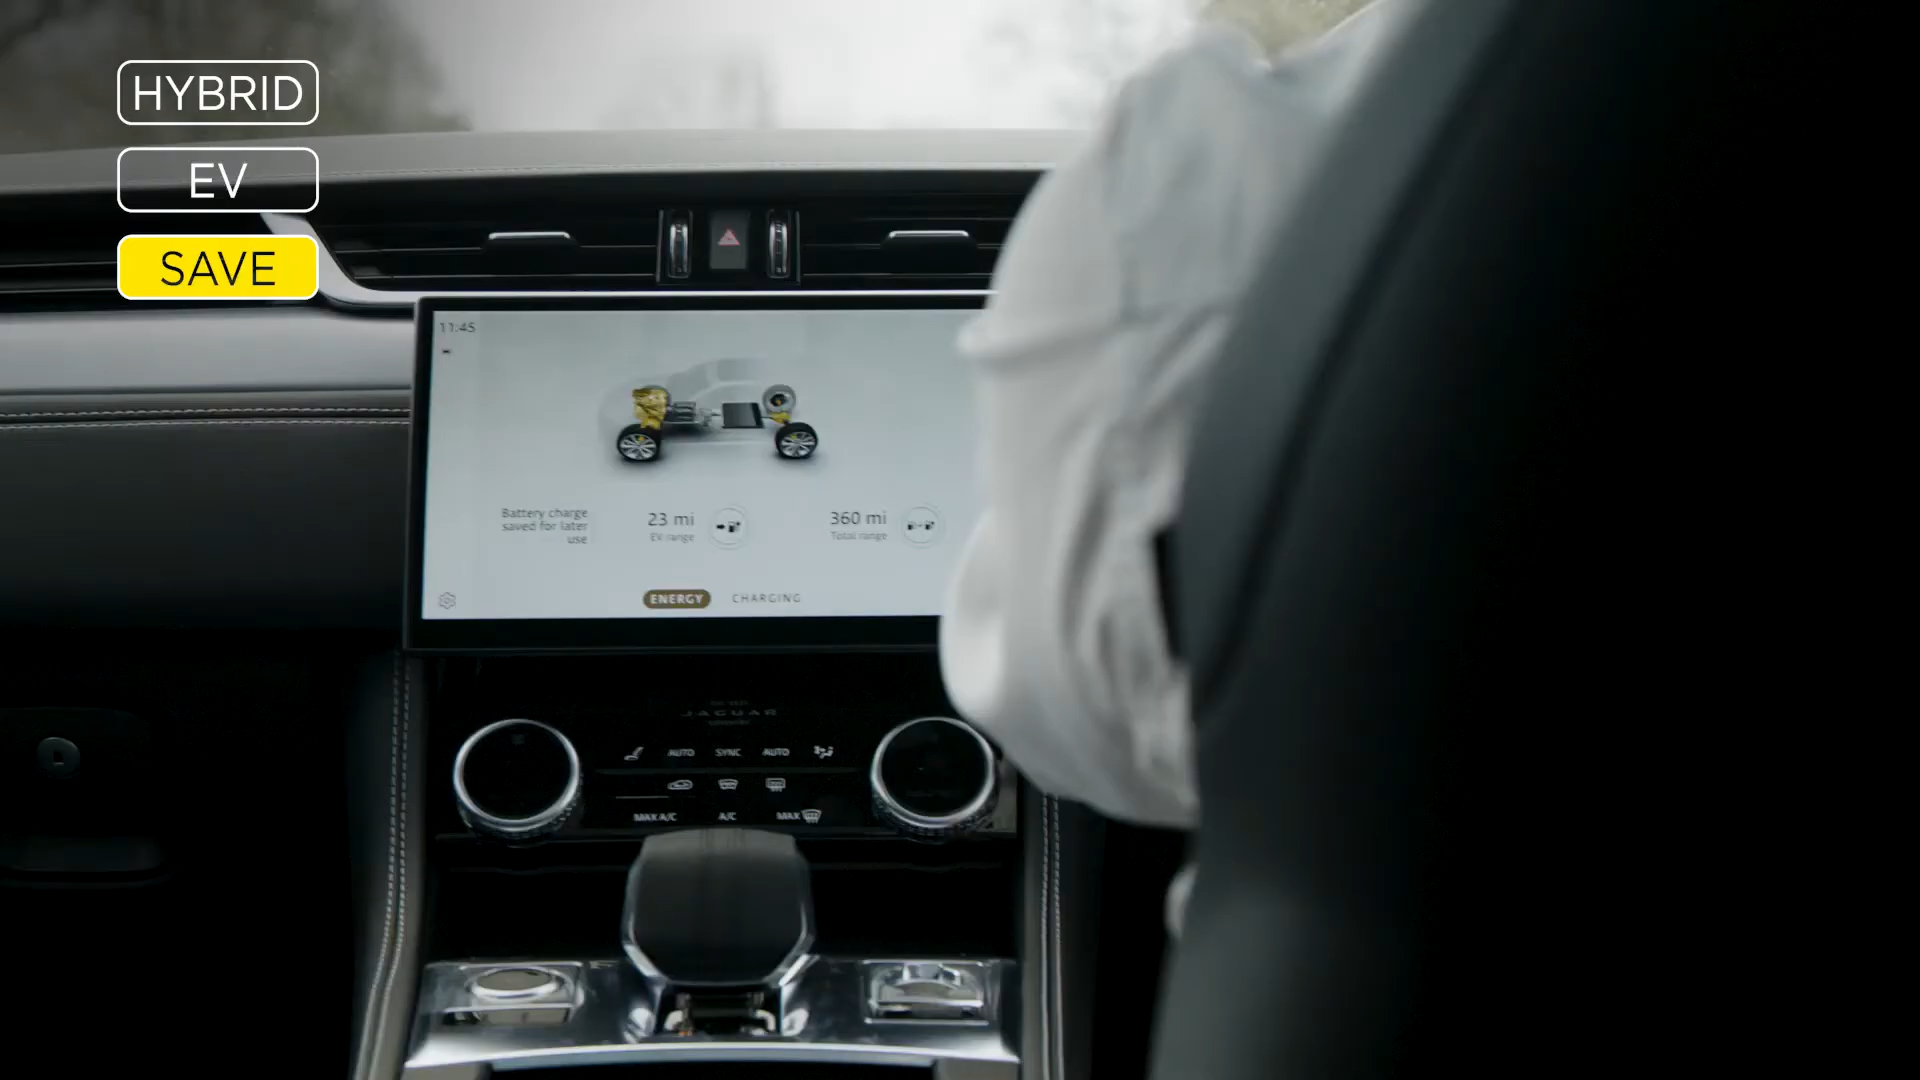 HYBRID
EV
SAVE
11:45
Battery charge
saved for later
use
23 mi
EV range
360 mi
Total range
ENERGY
CHARGING
JAGUAR
AUTO
SYNC
AUTO
MAX A/C
A/C
MAX